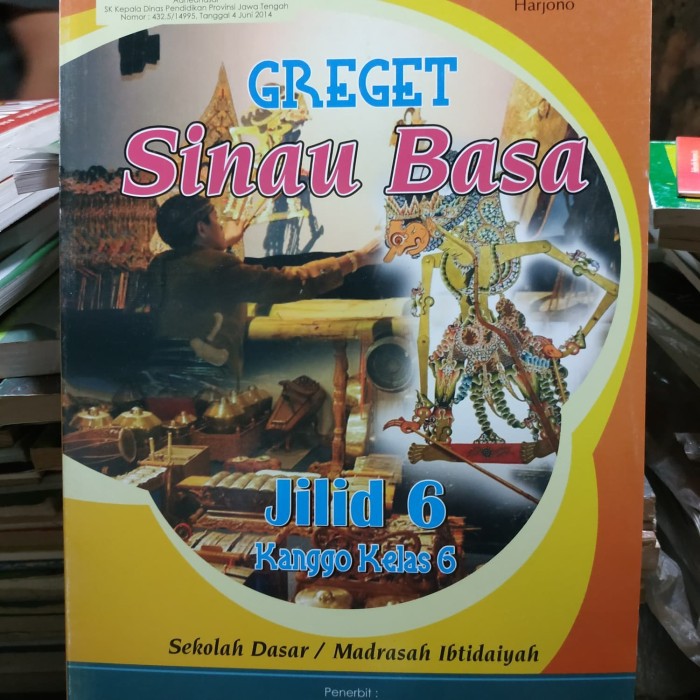 SK Kepala Dinas Pendidikan Provinsi Jawa Tengah
Nomor : 432.5/14995, Tanggal 4 Juni 2014
Harjono
GREGET
Sinau Basa
Jilid 6
Kanggo Kelas 6
Sekolah Dasar / Madrasah Ibtidaiyah
Penerbit :